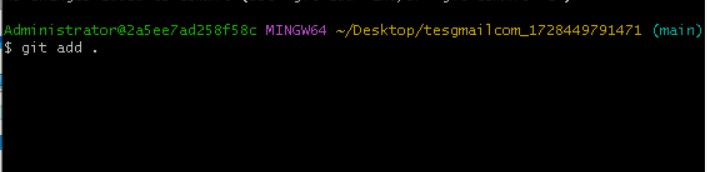 Administrator@2a5ee7ad258f58c MINGW64 ~/Desktop/tesgmailcom_1728449791471 (main)
$ git add .